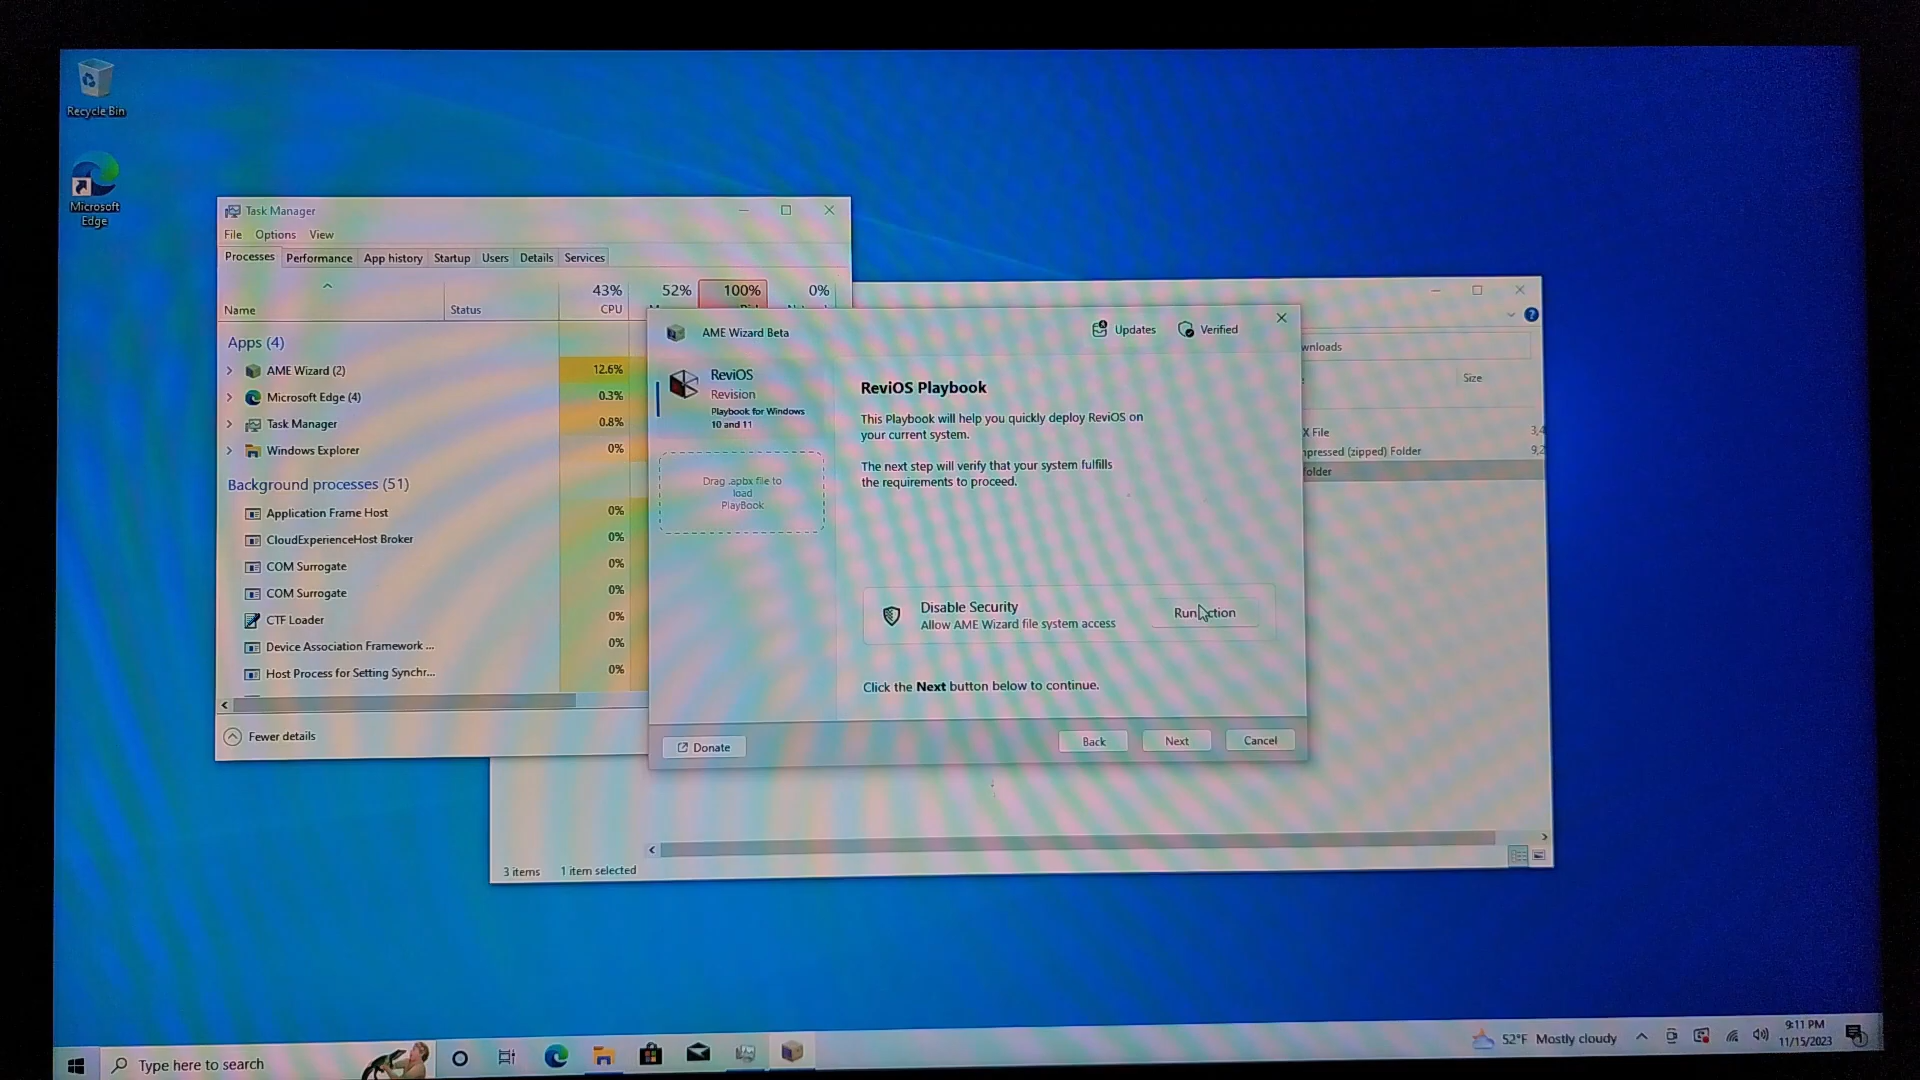 Recycle Bin
Microsoft
Edge
Task Manager
File Options View
Processes Performance App history Startup Users Details Services
43% 52% 100% 0%
Name Status CPU
Apps (4)
AME Wizard (2) 12.6%
Microsoft Edge (4) 0.3%
Task Manager 0.8%
Windows Explorer 0%
Background processes (51)
Application Frame Host 0%
CloudExperienceHost Broker 0%
COM Surrogate 0%
COM Surrogate 0%
CTF Loader 0%
Device Association Framework ... 0%
Host Process for Setting Synchr... 0%
Fewer details
AME Wizard Beta
Updates Verified
ReviOS
Revision
Playbook for Windows
10 and 11
Drag .apbx file to
load
PlayBook
ReviOS Playbook
This Playbook will help you quickly deploy ReviOS on
your current system.
The next step will verify that your system fulfills
the requirements to proceed.
Disable Security
Allow AME Wizard file system access
Run ction
Click the Next button below to continue.
Donate
Back Next Cancel
wnloads
Size
X File 3,4
pressed (zipped) Folder 9,2
folder
3 items 1 item selected
Type here to search
52°F Mostly cloudy
9:11 PM
11/15/2023